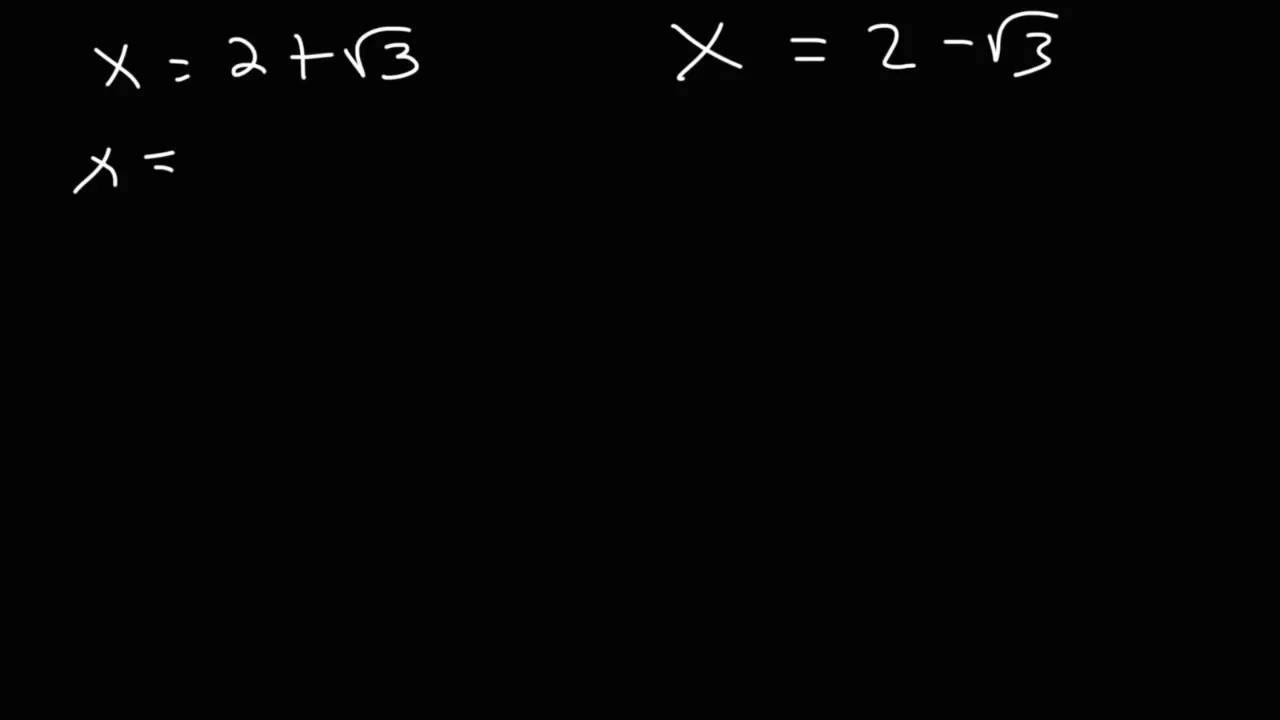 x = 2 + √3
x = 2 - √3
x =